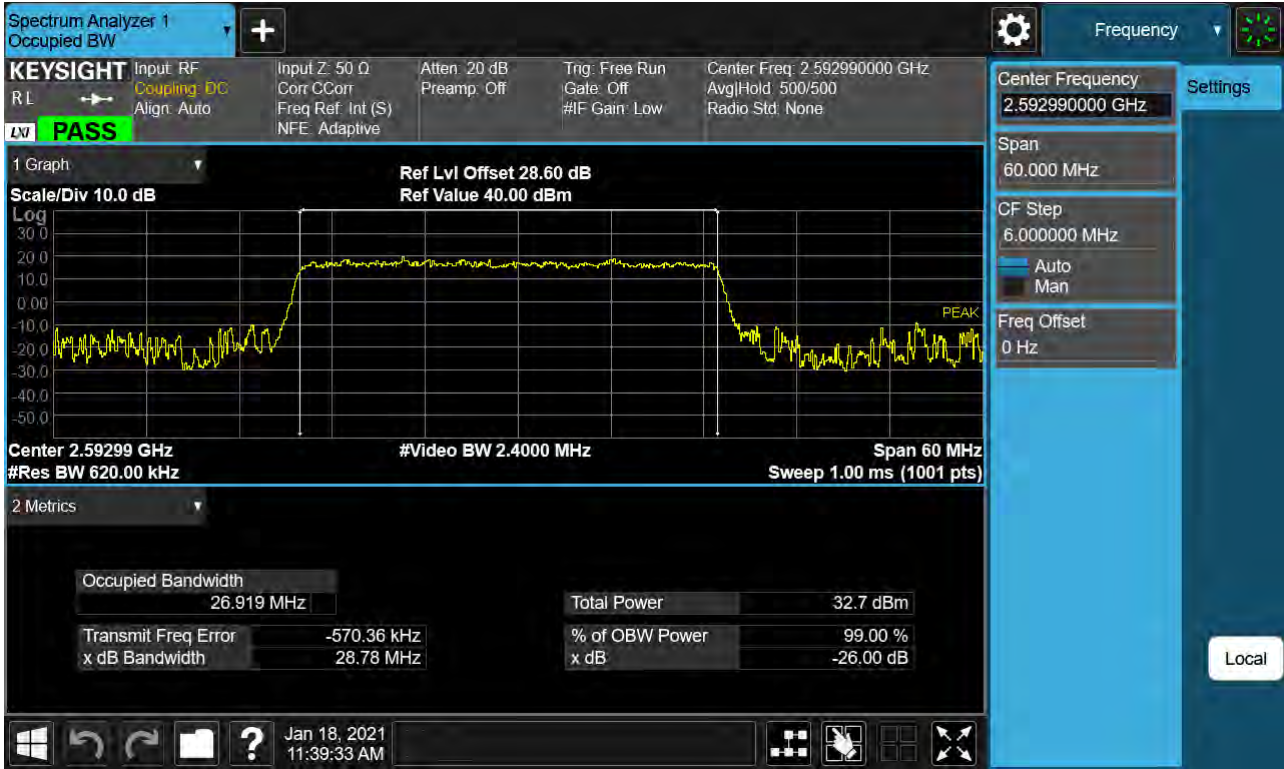 Spectrum Analyzer 1
Occupied BW
Frequency
KEYSIGHT
RL
LXI
PASS
Input: RF
Coupling: DC
Align: Auto
Input Z: 50 Ω
Corr CCorr
Freq Ref: Int (S)
NFE: Adaptive
Atten: 20 dB
Preamp: Off
Trig: Free Run
Gate: Off
#IF Gain: Low
Center Freq: 2.592990000 GHz
Avg|Hold: 500/500
Radio Std: None
1 Graph
Scale/Div 10.0 dB
Ref Lvl Offset 28.60 dB
Ref Value 40.00 dBm
Log
30.0
20.0
10.0
0.00
-10.0
-20.0
-30.0
-40.0
-50.0
PEAK
Center 2.59299 GHz
#Video BW 2.4000 MHz
Span 60 MHz
#Res BW 620.00 kHz
Sweep 1.00 ms (1001 pts)
2 Metrics
Occupied Bandwidth
26.919 MHz
Total Power 32.7 dBm
Transmit Freq Error -570.36 kHz
% of OBW Power 99.00 %
x dB Bandwidth 28.78 MHz
x dB -26.00 dB
Center Frequency
2.592990000 GHz
Settings
Span
60.000 MHz
CF Step
6.000000 MHz
Auto
Man
Freq Offset
0 Hz
Local
?
Jan 18, 2021
11:39:33 AM